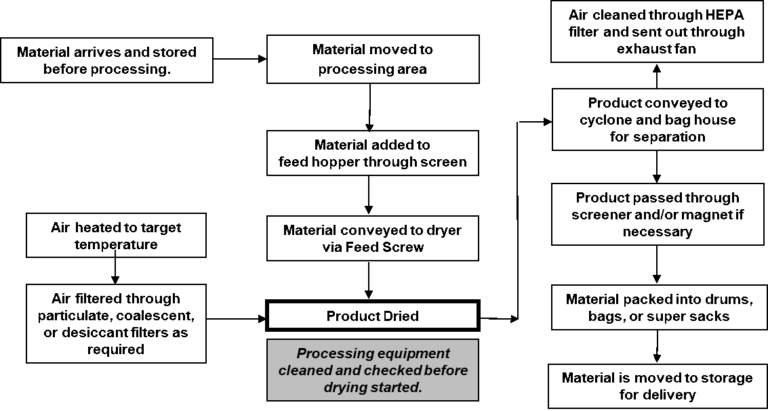 Material arrives and stored
before processing.
Material moved to
processing area
Material added to
feed hopper through screen
Material conveyed to dryer
via Feed Screw
Air heated to target
temperature
Air filtered through
particulate, coalescent,
or desiccant filters as
required
Product Dried
Processing equipment
cleaned and checked before
drying started.
Air cleaned through HEPA
filter and sent out through
exhaust fan
Product conveyed to
cyclone and bag house
for separation
Product passed through
screener and/or magnet if
necessary
Material packed into drums,
bags, or super sacks
Material is moved to storage
for delivery